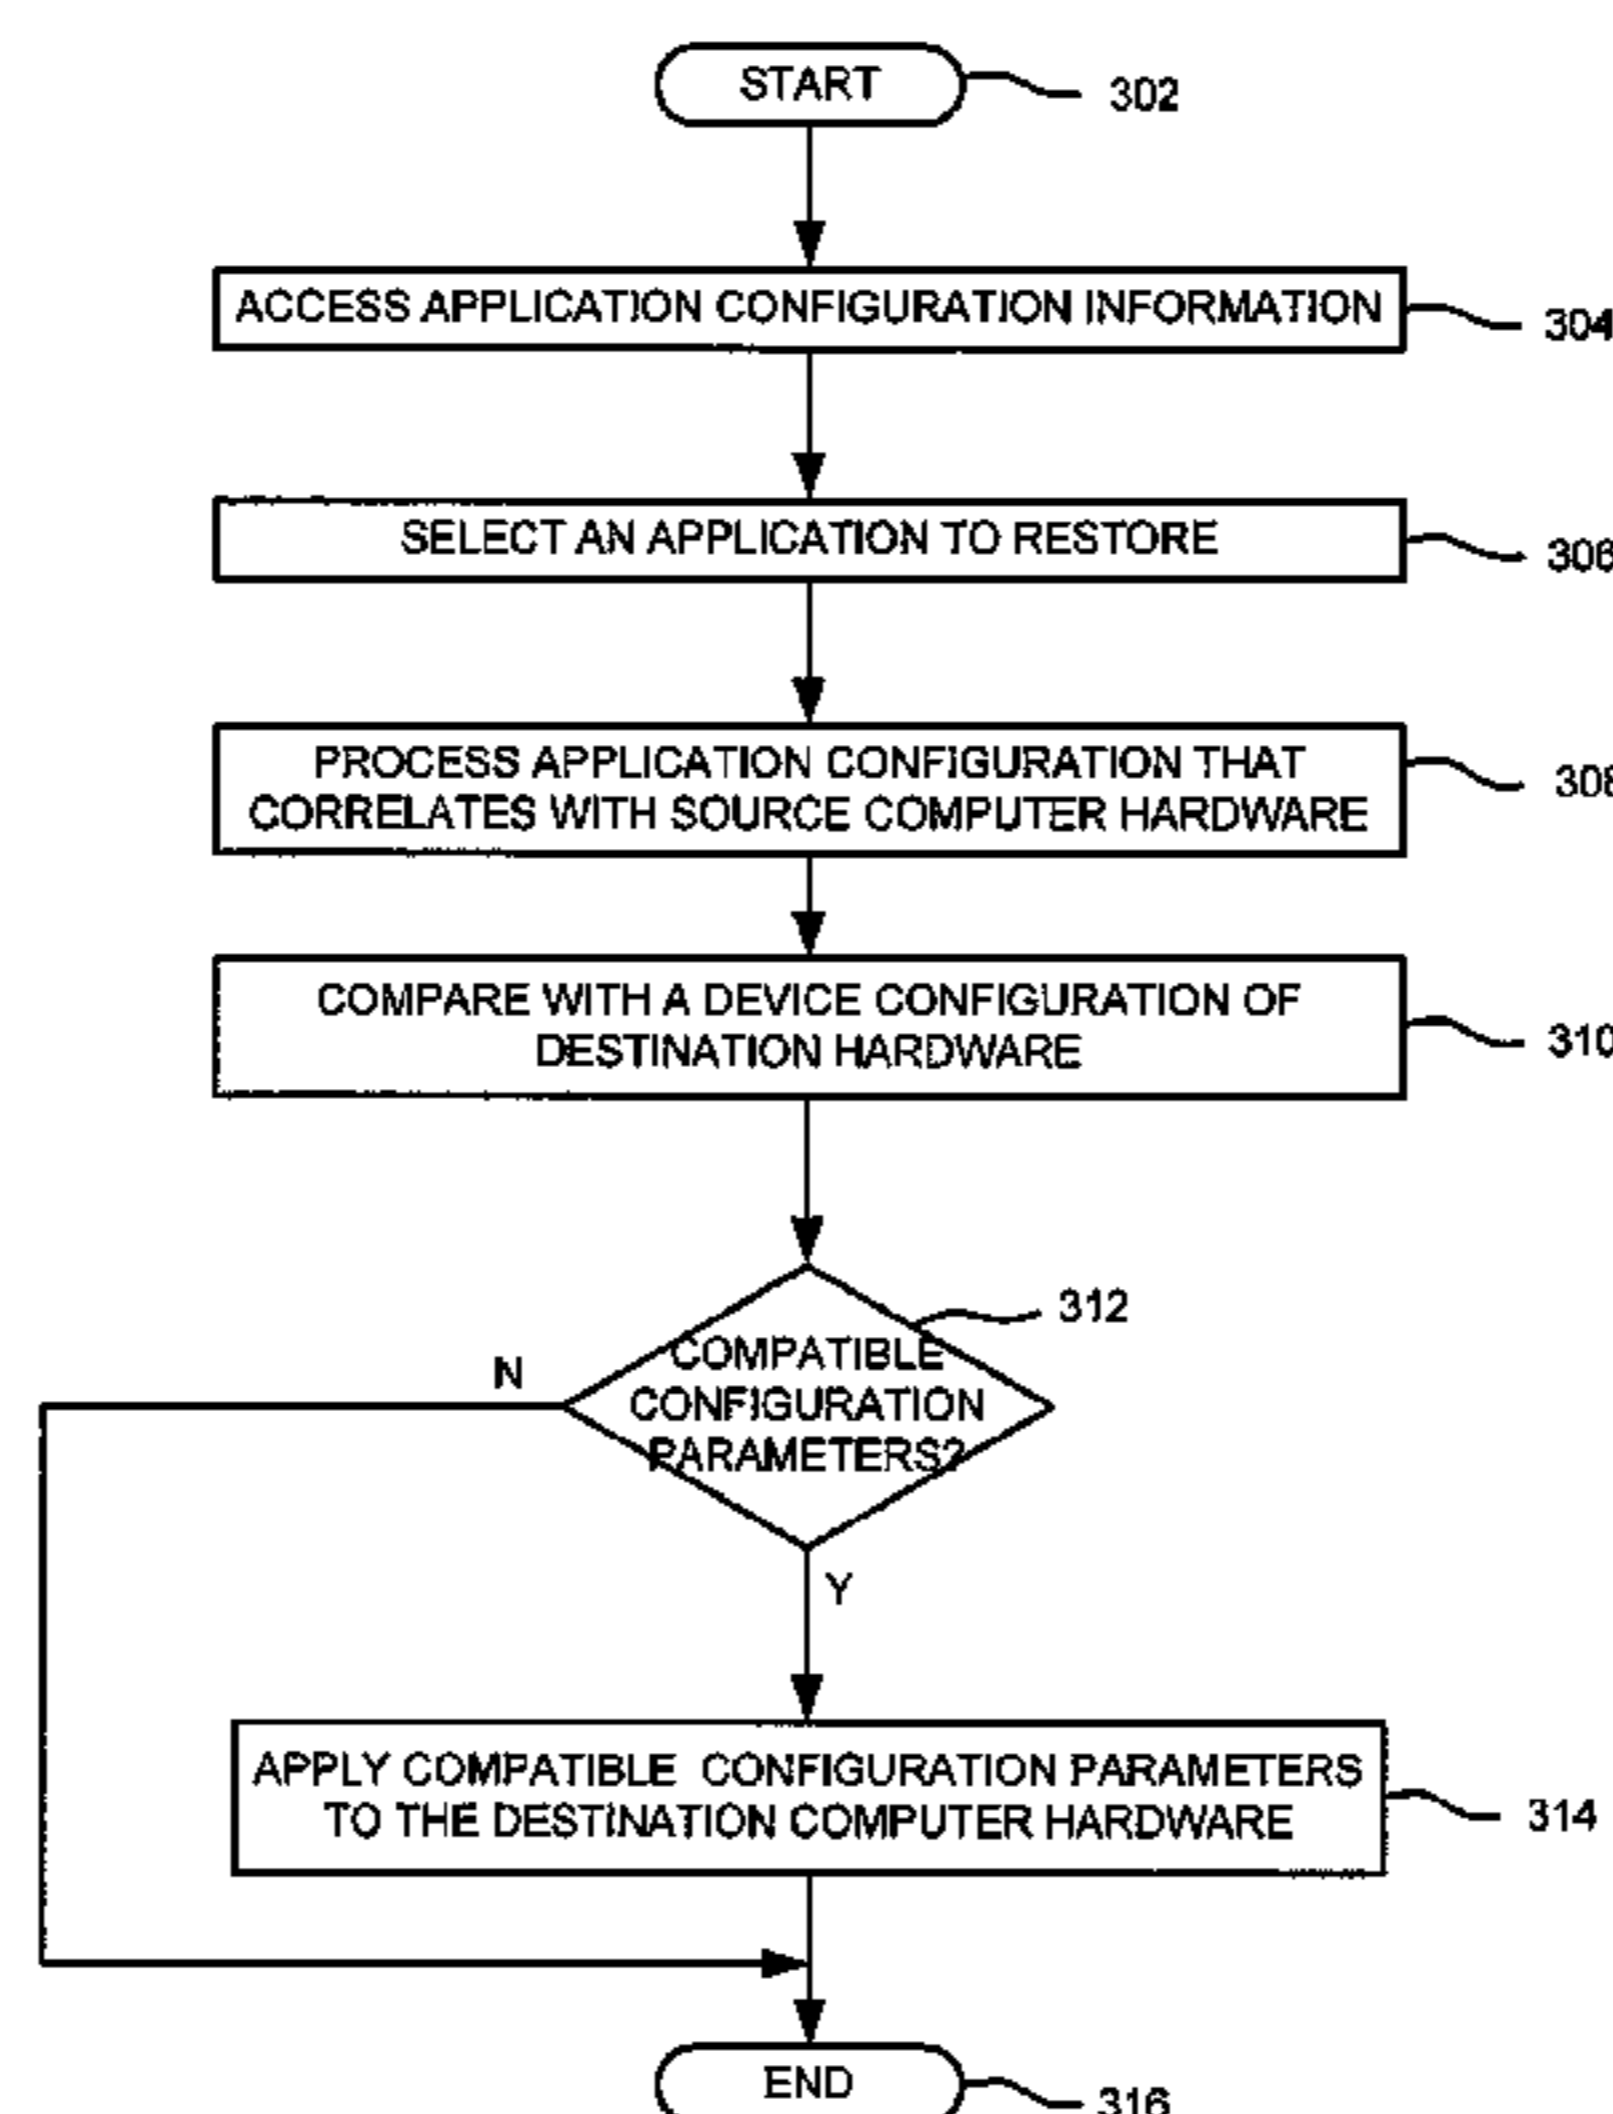 START
302
ACCESS APPLICATION CONFIGURATION INFORMATION
304
SELECT AN APPLICATION TO RESTORE
306
PROCESS APPLICATION CONFIGURATION THAT
CORRELATES WITH SOURCE COMPUTER HARDWARE
308
COMPARE WITH A DEVICE CONFIGURATION OF
DESTINATION HARDWARE
310
312
COMPATIBLE
CONFIGURATION
PARAMETERS?
N
Y
APPLY COMPATIBLE CONFIGURATION PARAMETERS
TO THE DESTINATION COMPUTER HARDWARE
314
END
316